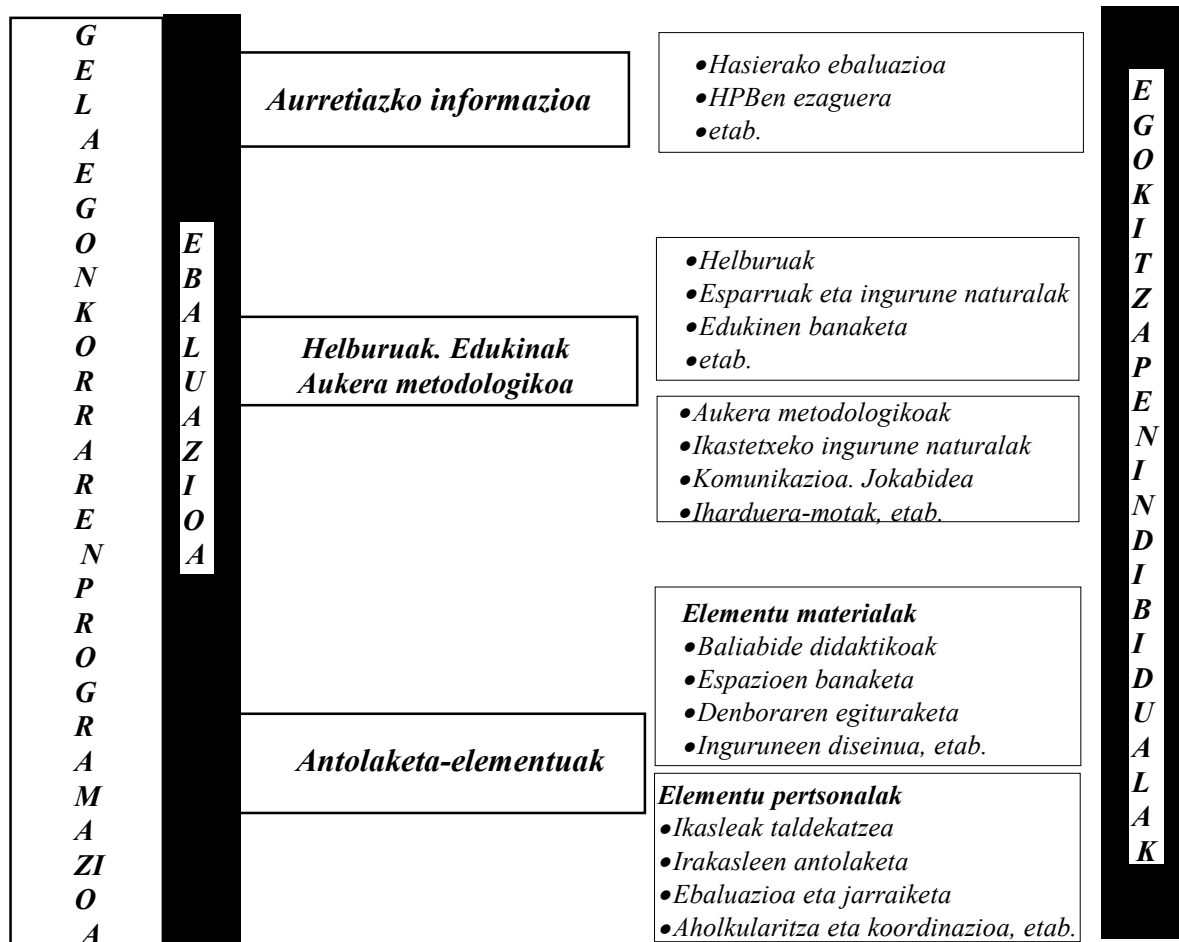 GELA EGONKORRAREN PROGRAMAZIOA
EBALUAZIOA
Aurretiazko informazioa
•Hasierako ebaluazioa
•HPBen ezaguera
•etab.
Helburuak. Edukinak
Aukera metodologikoa
•Helburuak
•Esparruak eta ingurune naturalak
•Edukinen banaketa
•etab.
•Aukera metodologikoak
•Ikastetxeko ingurune naturalak
•Komunikazioa. Jokabidea
•Iharduera-motak, etab.
Antolaketa-elementuak
Elementu materialak
•Baliabide didaktikoak
•Espazioen banaketa
•Denboraren egituraketa
•Inguruneen diseinua, etab.
Elementu pertsonalak
•Ikasleak taldekatzea
•Irakasleen antolaketa
•Ebaluazioa eta jarraiketa
•Aholkularitza eta koordinazioa, etab.
EGOKITZAPEN INDIBIDUALAK